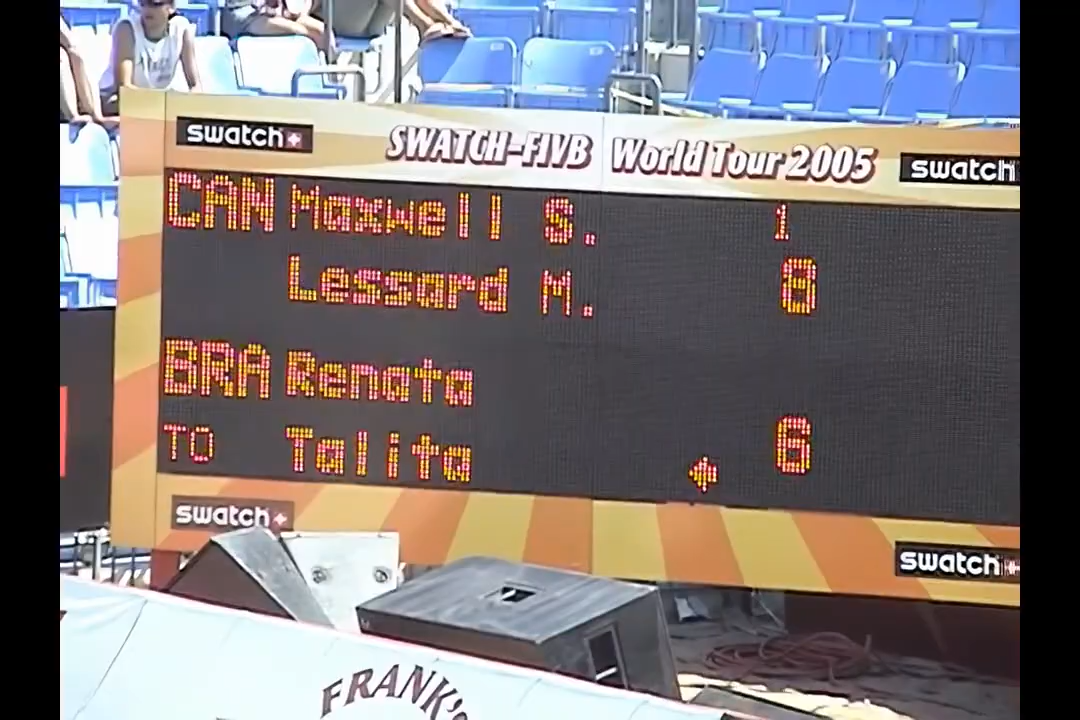 swatch SWATCH-FIVB World Tour 2005 swatch
CAN Maxwell S. 1
Lessard M. 8
BRA Renata
TO Talita 6
swatch
swatch
FRANK'S